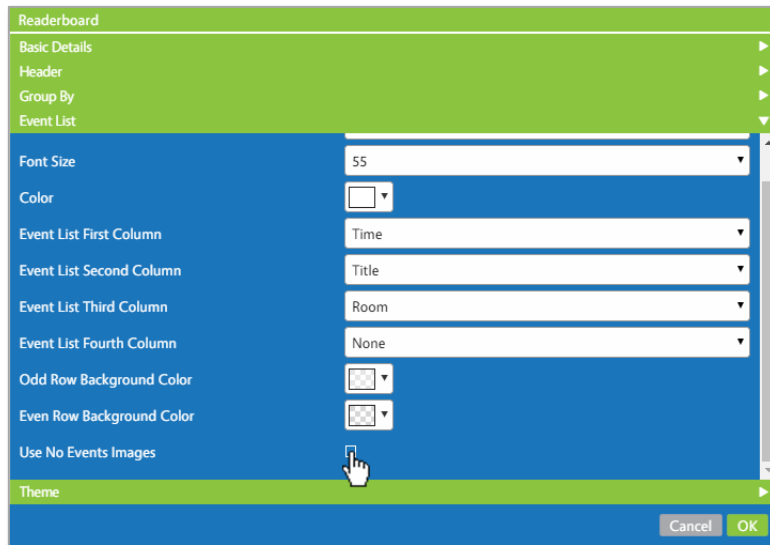 Readerboard
Basic Details
Header
Group By
Event List
Font Size 55
Color
Event List First Column Time
Event List Second Column Title
Event List Third Column Room
Event List Fourth Column None
Odd Row Background Color
Even Row Background Color
Use No Events Images
Theme
Cancel OK